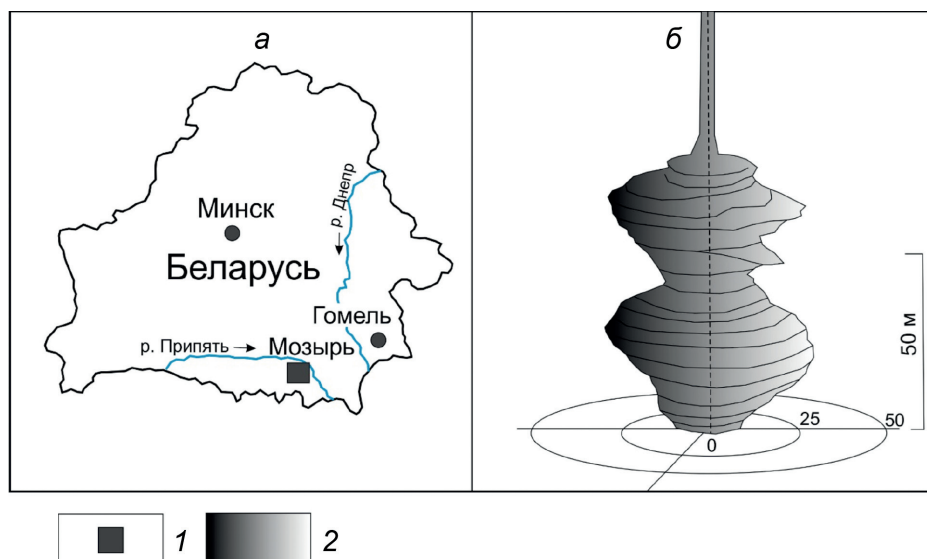 а
б
р. Днепр
Минск
Беларусь
Гомель
р. Припять
Мозырь
50 м
25
50
0
1
2